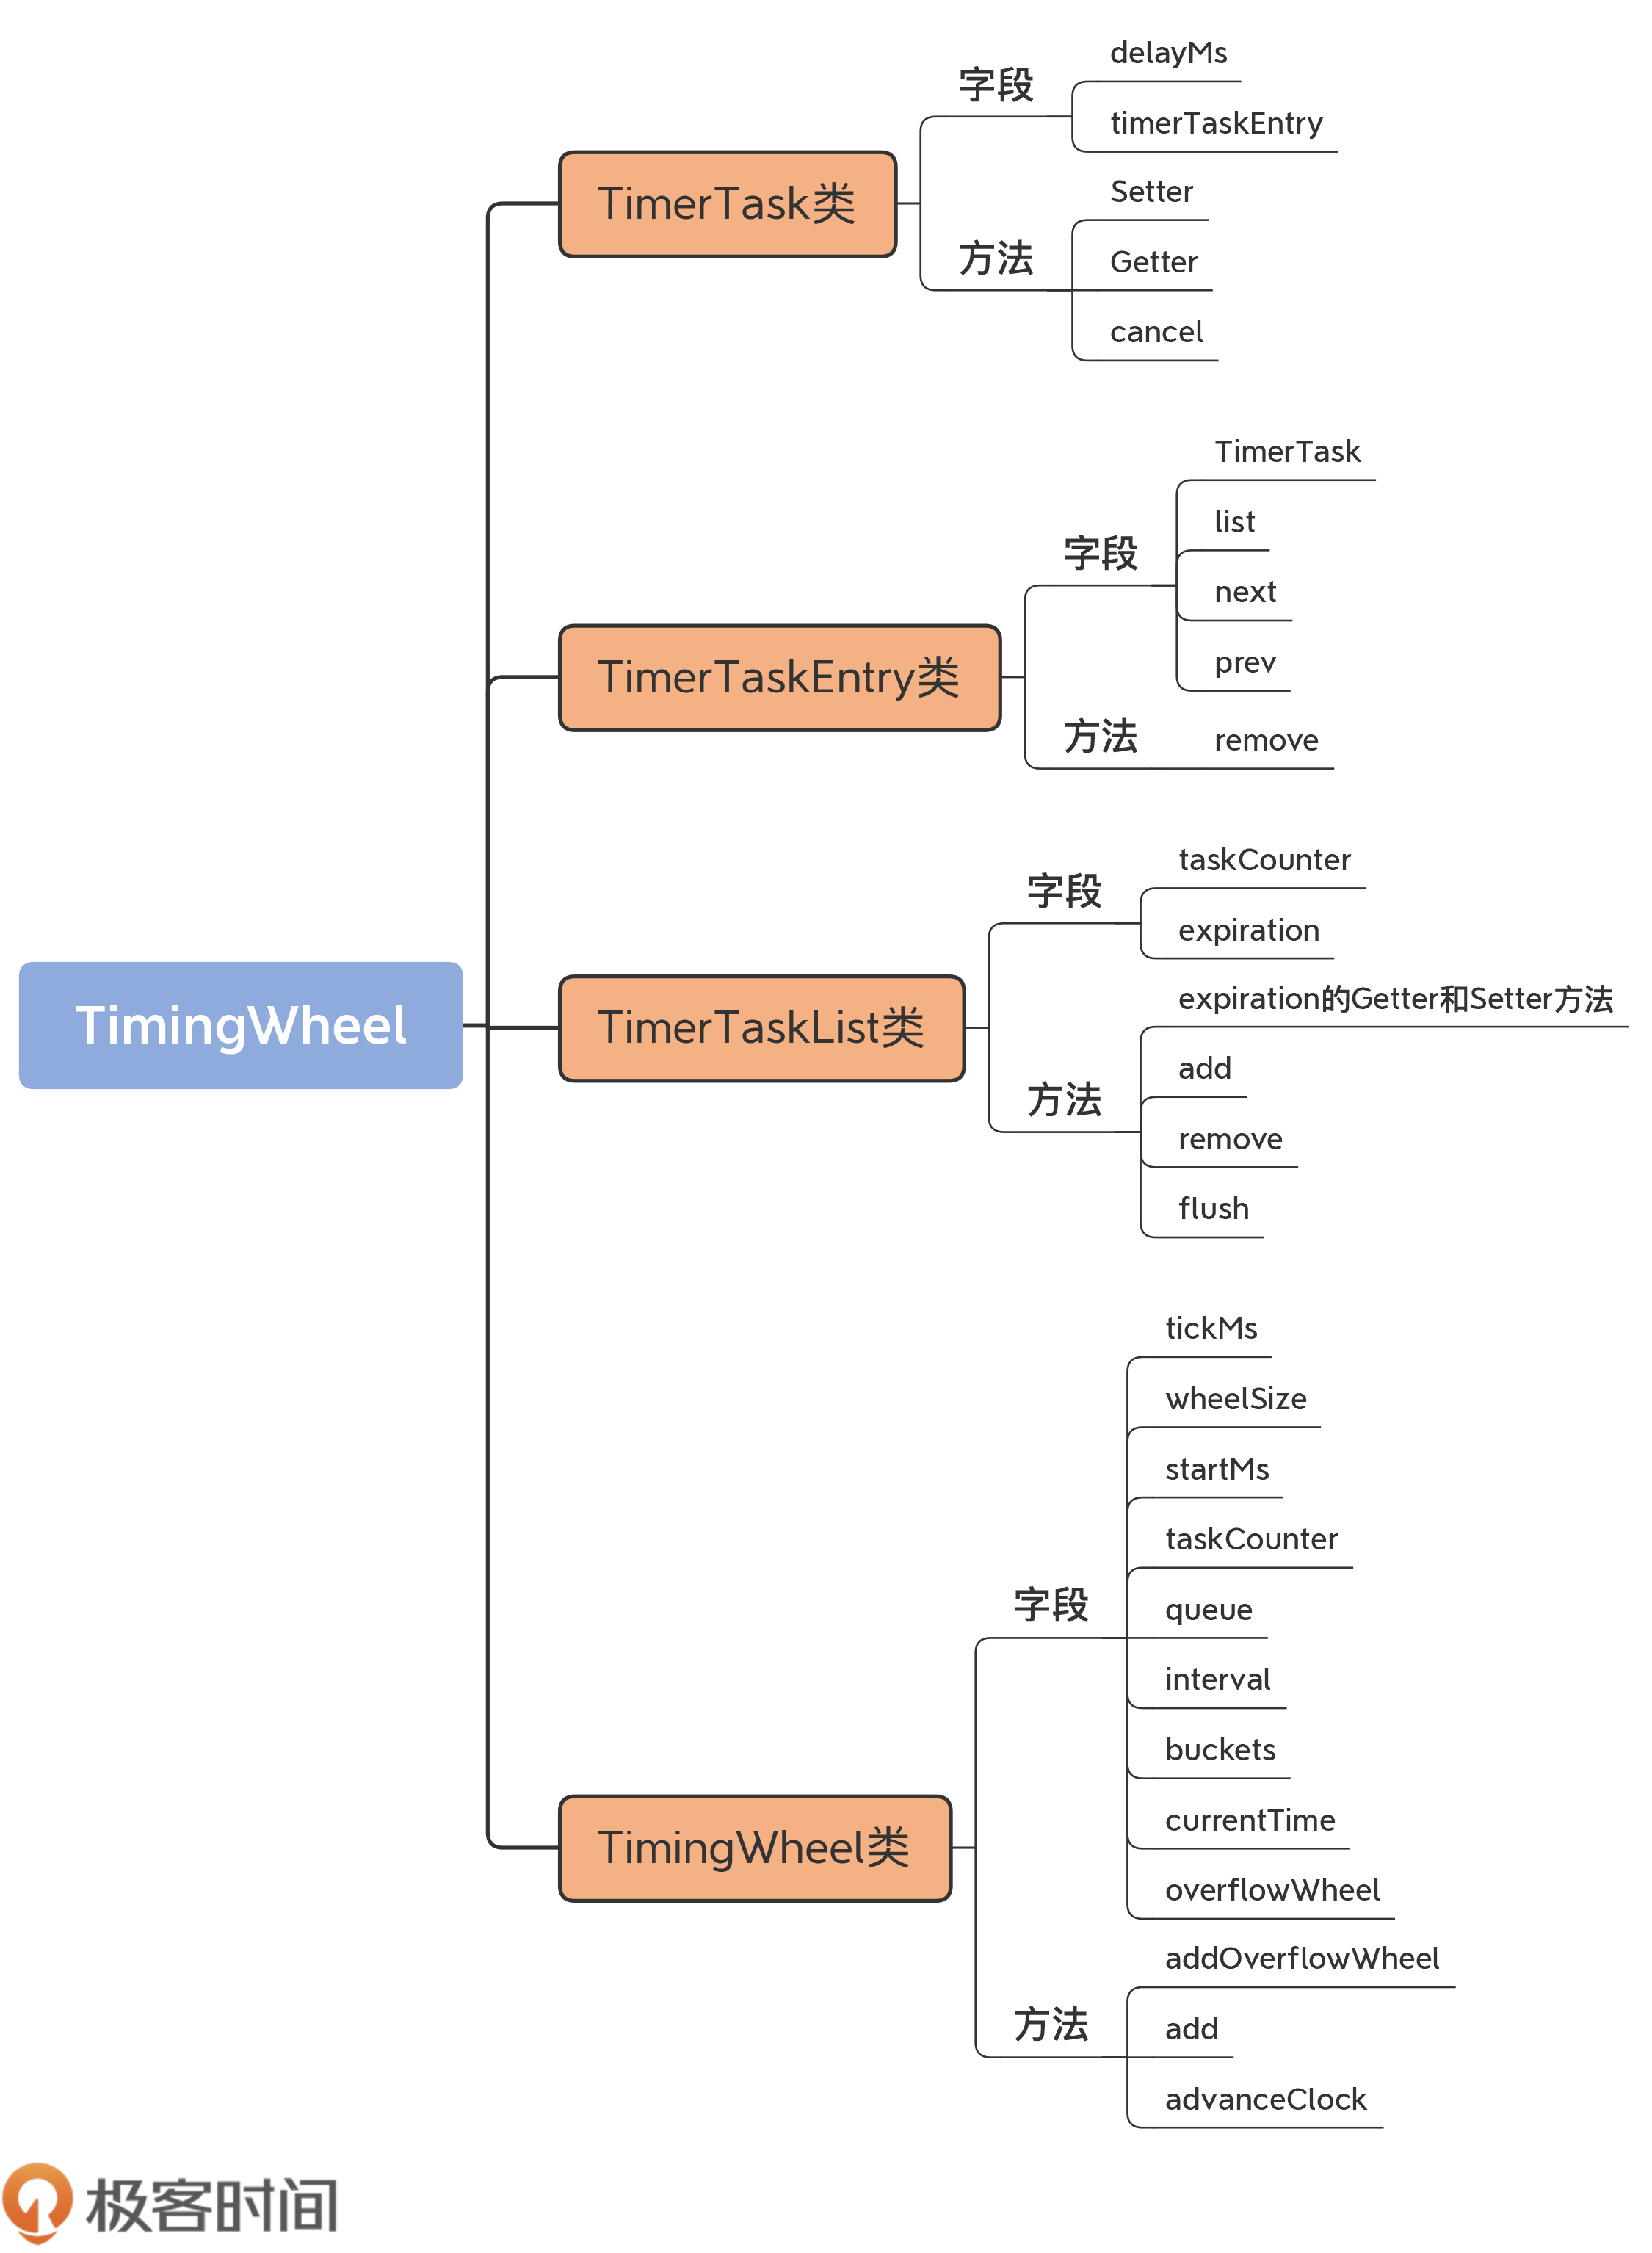 TimingWheel
TimerTask类
字段
delayMs
timerTaskEntry
方法
Setter
Getter
cancel
TimerTaskEntry类
字段
TimerTask
list
next
prev
方法
remove
TimerTaskList类
字段
taskCounter
expiration
方法
expiration的Getter和Setter方法
add
remove
flush
TimingWheel类
字段
tickMs
wheelSize
startMs
taskCounter
queue
interval
buckets
currentTime
overflowWheel
方法
addOverflowWheel
add
advanceClock
极客时间